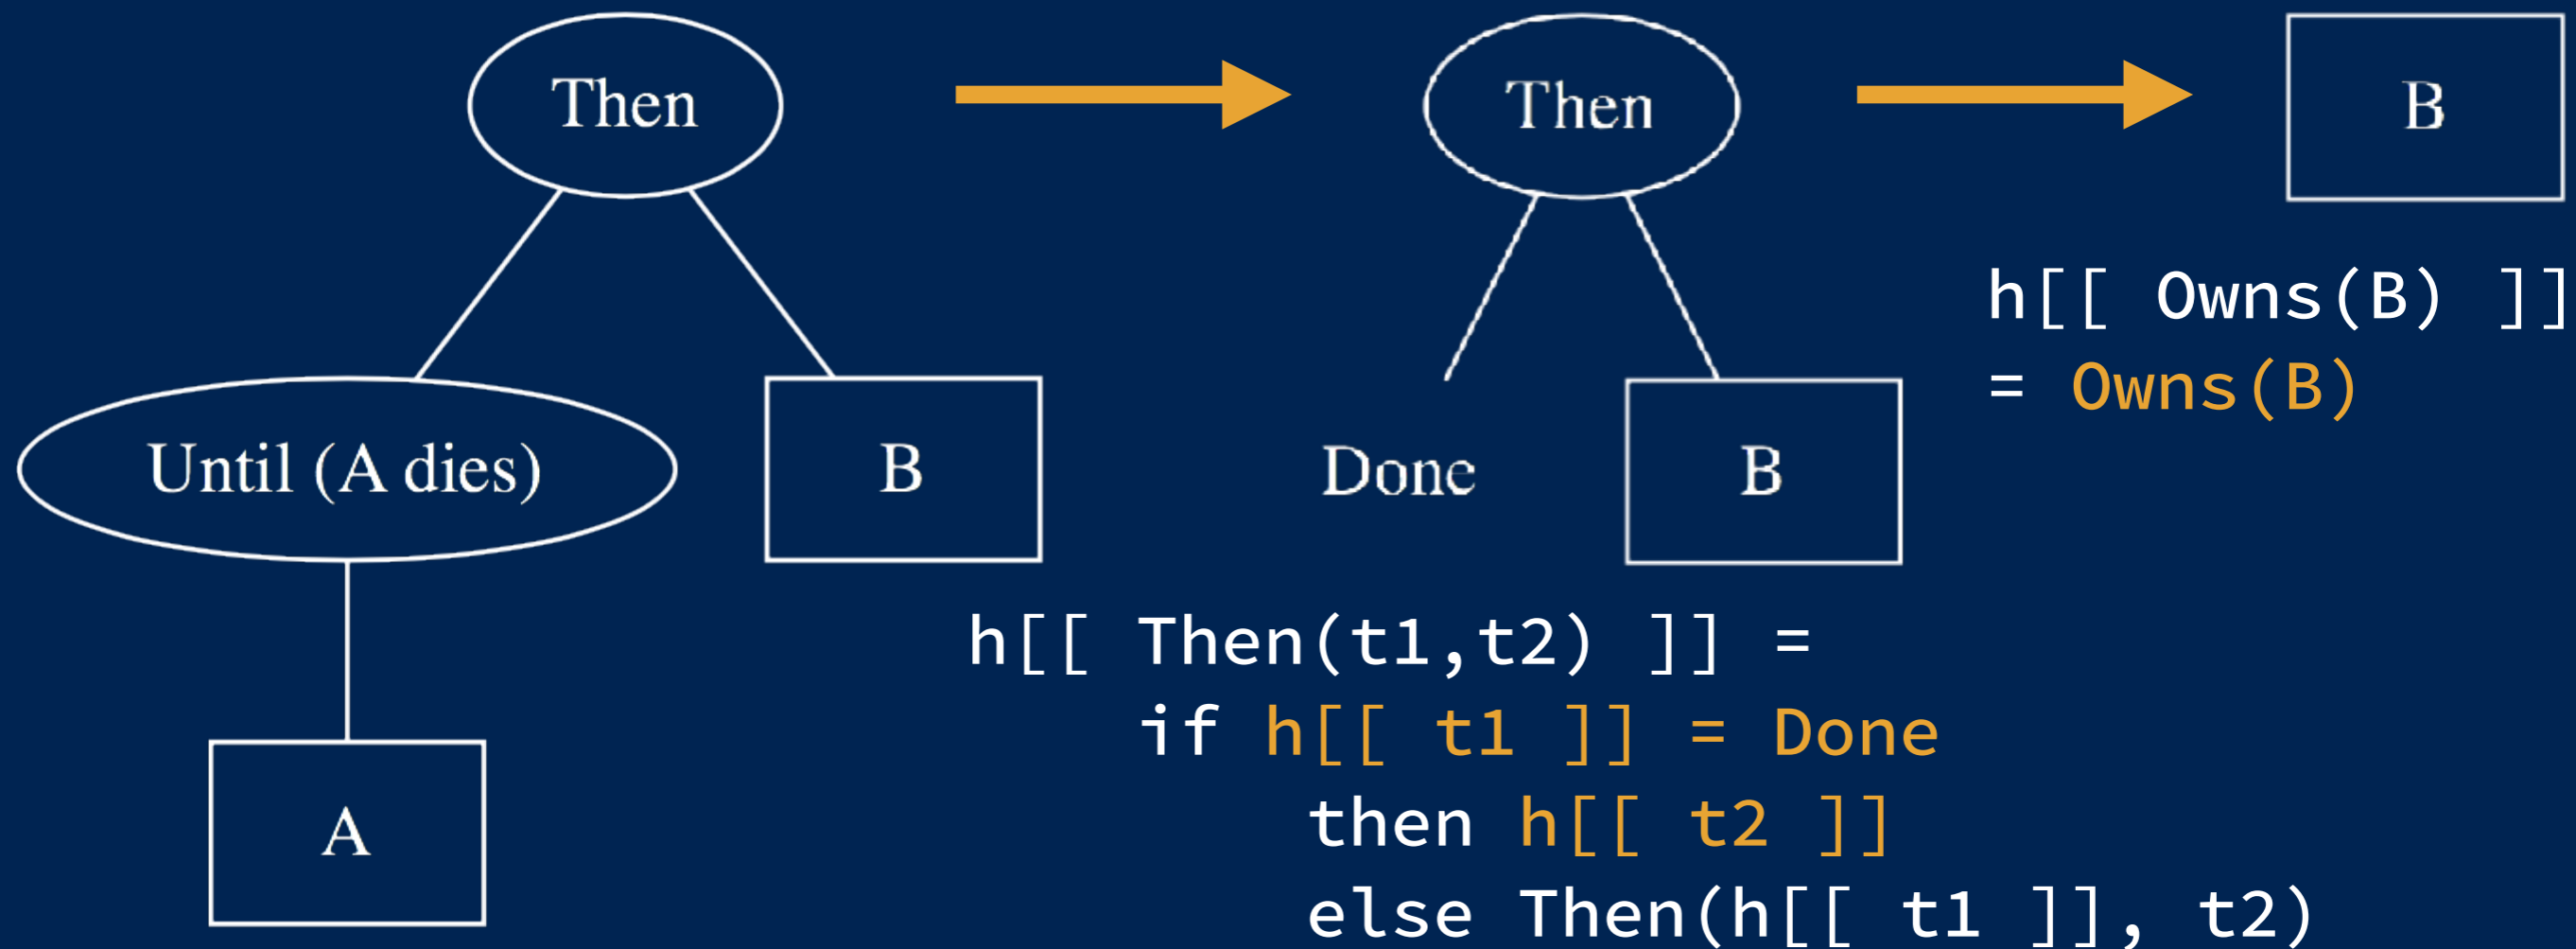 Then
Until (A dies)
B
A
Then
Done
B
B
h[[ Owns(B) ]]
= Owns(B)
h[[ Then(t1,t2) ]] =
if h[[ t1 ]] = Done
then h[[ t2 ]]
else Then(h[[ t1 ]], t2)